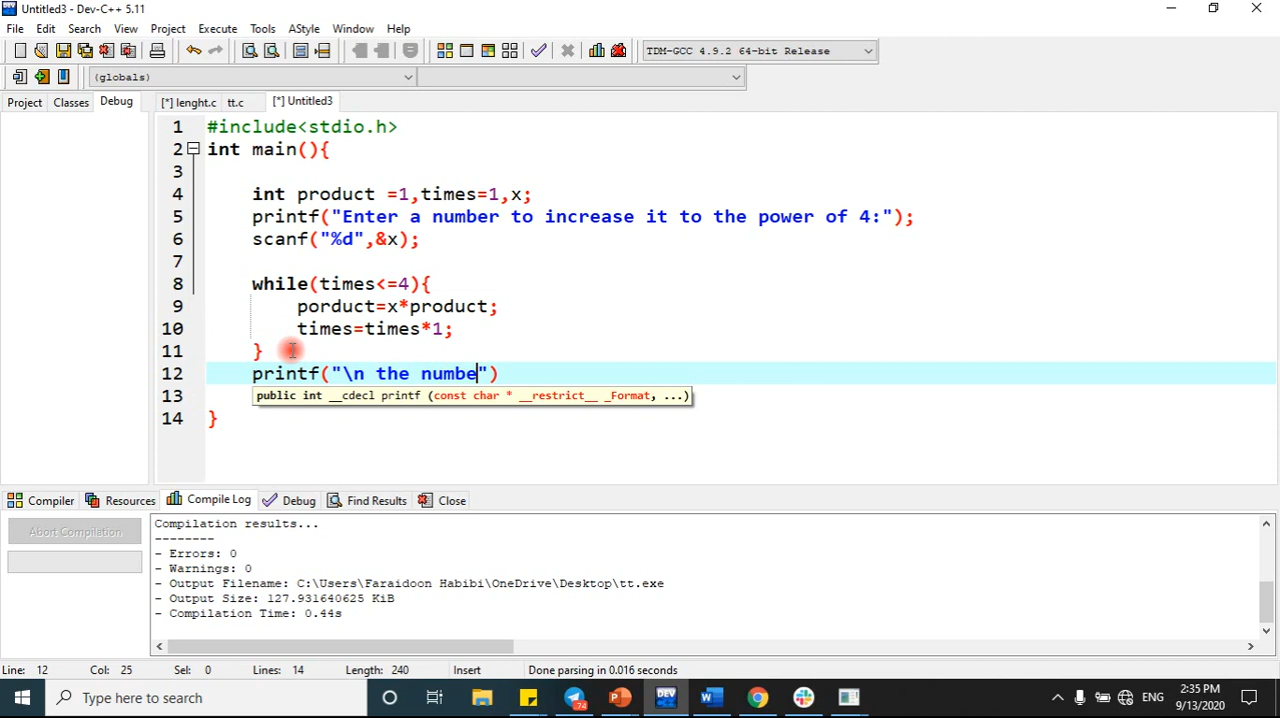 Untitled3 - Dev-C++ 5.11
File Edit Search View Project Execute Tools AStyle Window Help
TDM-GCC 4.9.2 64-bit Release
(globals)
Project Classes Debug [*] lenght.c tt.c [*] Untitled3
1 #include<stdio.h>
2 int main(){
3
4 int product =1,times=1,x;
5 printf("Enter a number to increase it to the power of 4:");
6 scanf("%d",&x);
7
8 while(times<=4){
9 porduct=x*product;
10 times=times*1;
11 }
12 printf("\n the numbe")
public int __cdecl printf (const char * __restrict__ _Format, ...)
13
14 }
Compiler Resources Compile Log Debug Find Results Close
Abort Compilation
Compilation results...
--------
- Errors: 0
- Warnings: 0
- Output Filename: C:\Users\Faraidoon Habibi\OneDrive\Desktop\tt.exe
- Output Size: 127.931640625 KiB
- Compilation Time: 0.44s
Line: 12 Col: 25 Sel: 0 Lines: 14 Length: 240 Insert Done parsing in 0.016 seconds
Type here to search
74
DEV
ENG
2:35 PM
9/13/2020